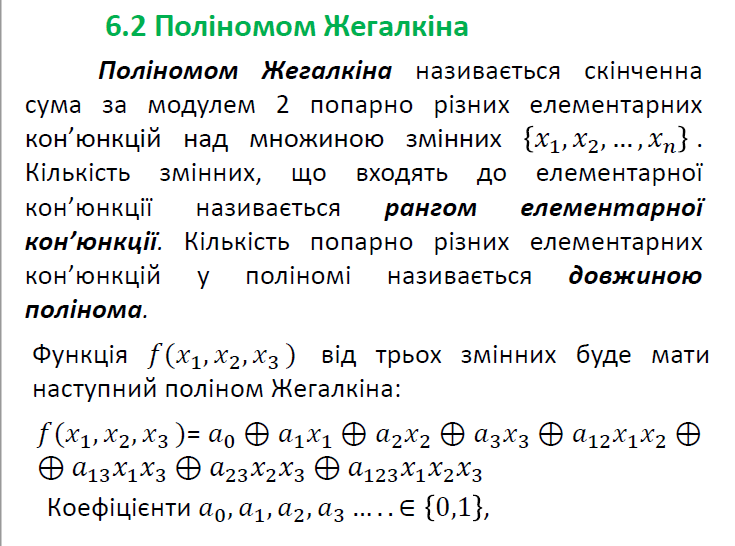 6.2 Поліномом Жегалкіна
Поліномом Жегалкіна називається скінченна
сума за модулем 2 попарно різних елементарних
кон’юнкцій над множиною змінних {𝑥₁, 𝑥₂, … , 𝑥ₙ} .
Кількість змінних, що входять до елементарної
кон’юнкції називається рангом елементарної
кон’юнкції. Кількість попарно різних елементарних
кон’юнкцій у поліномі називається довжиною
полінома.
Функція 𝑓(𝑥₁, 𝑥₂, 𝑥₃ ) від трьох змінних буде мати
наступний поліном Жегалкіна:
𝑓(𝑥₁, 𝑥₂, 𝑥₃ )= 𝑎₀ ⊕ 𝑎₁𝑥₁ ⊕ 𝑎₂𝑥₂ ⊕ 𝑎₃𝑥₃ ⊕ 𝑎₁₂𝑥₁𝑥₂ ⊕
⊕ 𝑎₁₃𝑥₁𝑥₃ ⊕ 𝑎₂₃𝑥₂𝑥₃ ⊕ 𝑎₁₂₃𝑥₁𝑥₂𝑥₃
Коефіцієнти 𝑎₀, 𝑎₁, 𝑎₂, 𝑎₃ … . . ∈ {0,1},